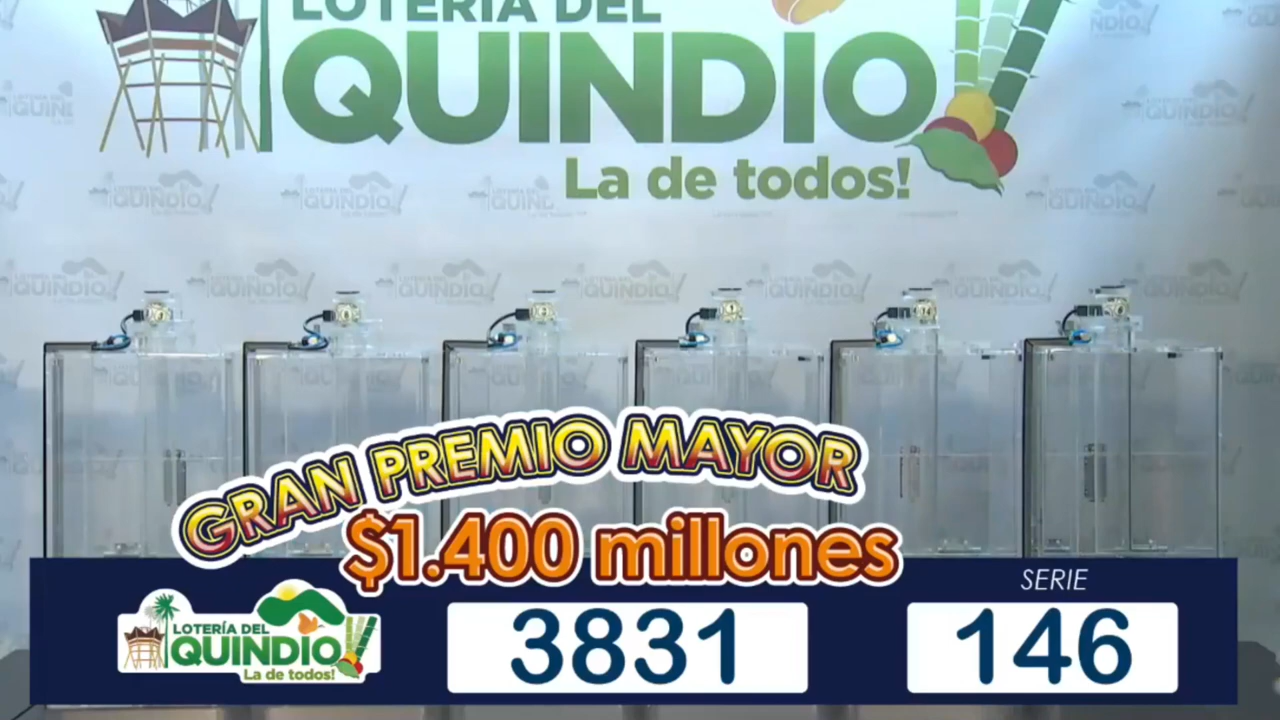 LOTERÍA DEL
QUINDIO
La de todos!
GRAN PREMIO MAYOR
$1.400 millones
SERIE
LOTERÍA DEL
QUINDIO
La de todos!
3831
146